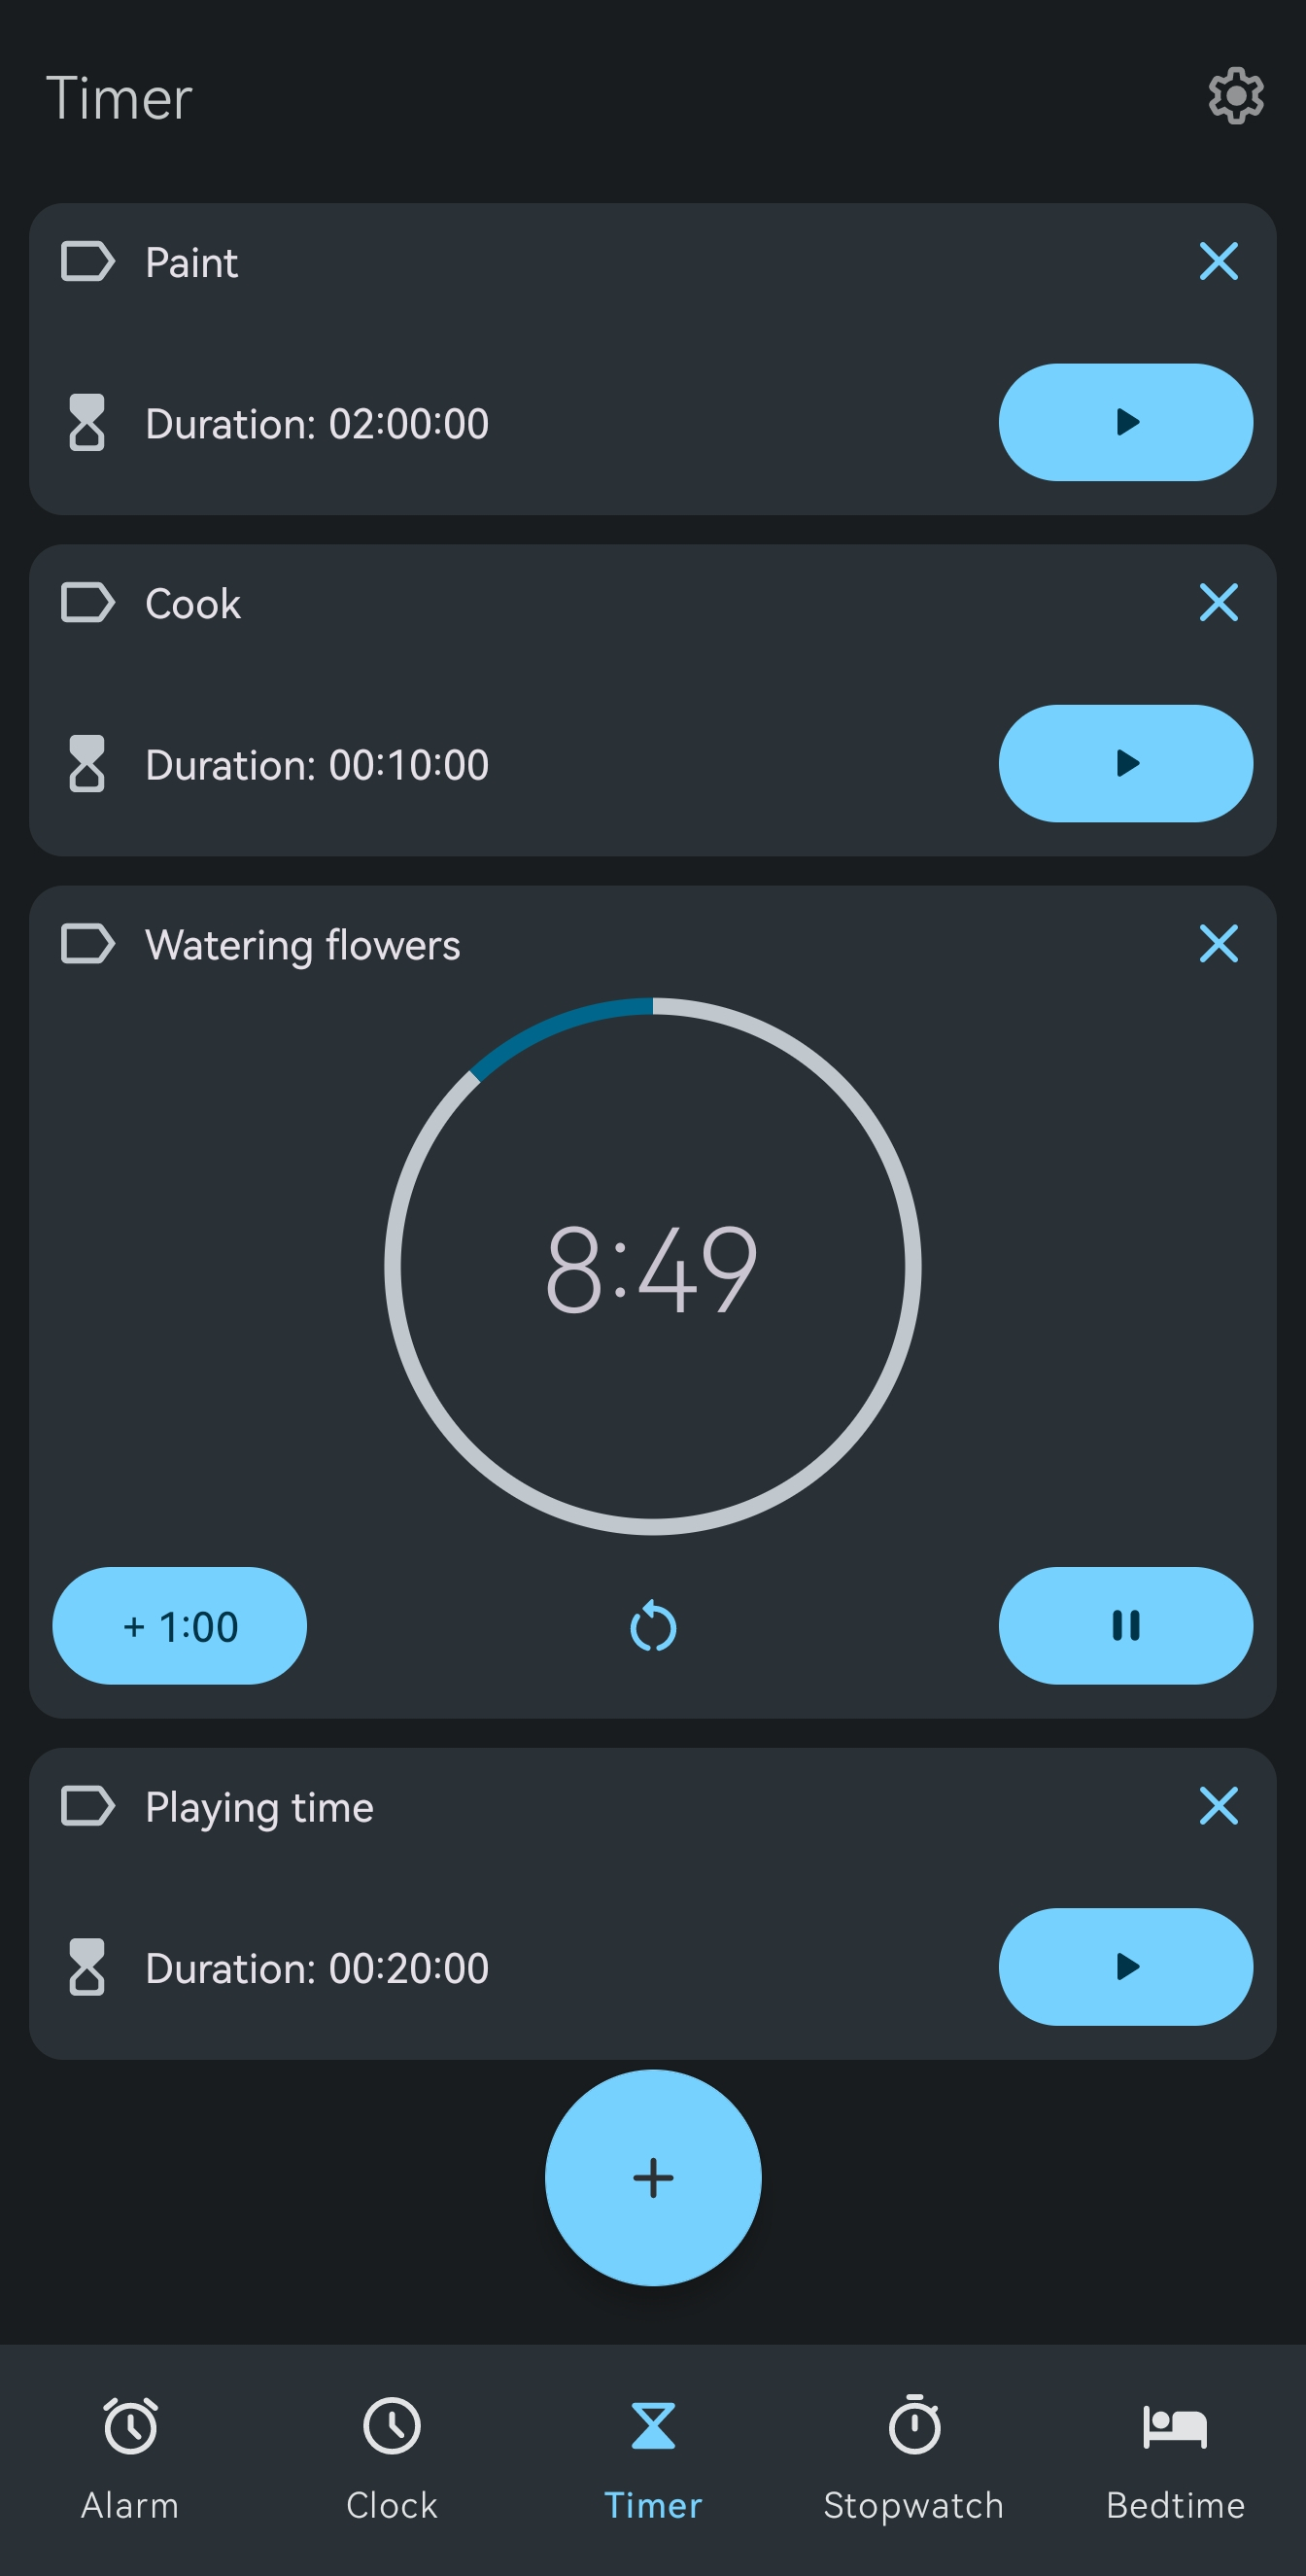 Timer
Paint
Duration: 02:00:00
Cook
Duration: 00:10:00
Watering flowers
8:49
+ 1:00
Playing time
Duration: 00:20:00
Alarm Clock Timer Stopwatch Bedtime